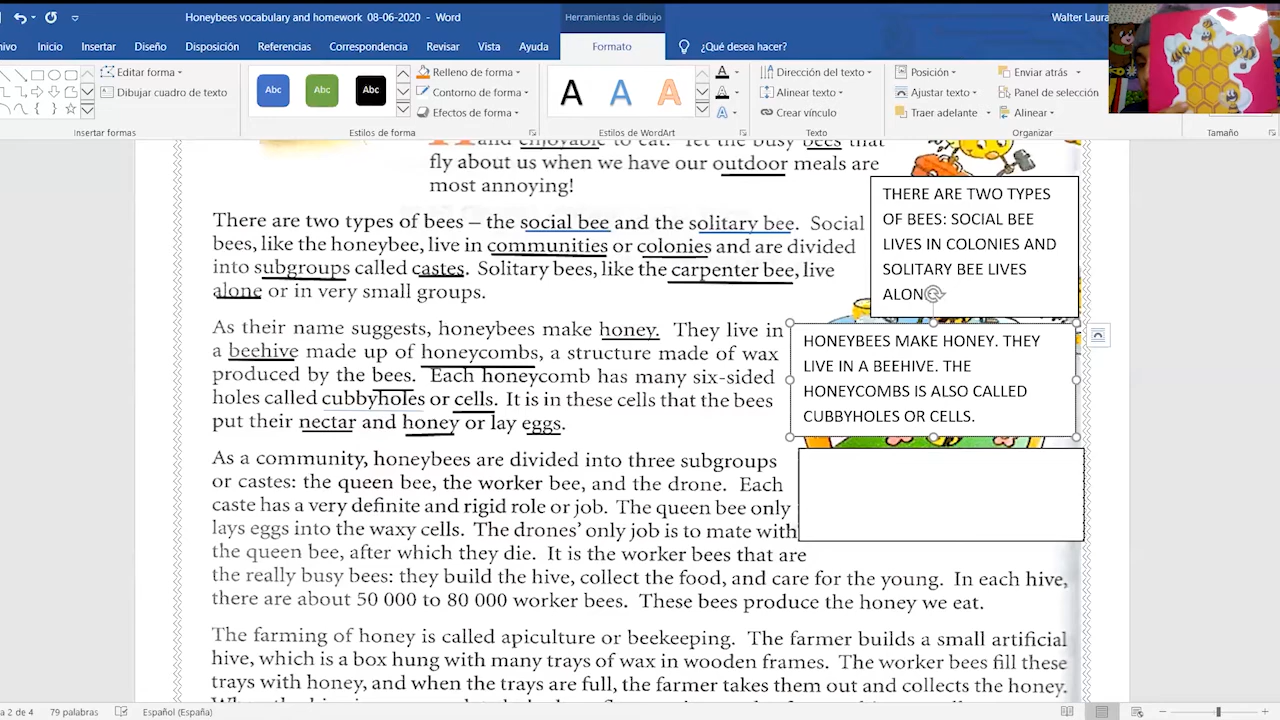 Honeybees vocabulary and homework 08-06-2020 - Word
Herramientas de dibujo
Walter Laura
Inicio Insertar Diseño Disposición Referencias Correspondencia Revisar Vista Ayuda Formato ¿Qué desea hacer?
Editar forma
Dibujar cuadro de texto
Insertar formas
Abc Abc Abc
Relleno de forma
Contorno de forma
Efectos de forma
Estilos de forma
A A A
Estilos de WordArt
Dirección del texto
Alinear texto
Crear vínculo
Texto
Posición
Ajustar texto
Traer adelante
Enviar atrás
Panel de selección
Alinear
Organizar
Tamaño
and enjoyable to eat. Yet the busy bees that
fly about us when we have our outdoor meals are
most annoying!
There are two types of bees – the social bee and the solitary bee. Social
bees, like the honeybee, live in communities or colonies and are divided
into subgroups called castes. Solitary bees, like the carpenter bee, live
alone or in very small groups.
As their name suggests, honeybees make honey. They live in
a beehive made up of honeycombs, a structure made of wax
produced by the bees. Each honeycomb has many six-sided
holes called cubbyholes or cells. It is in these cells that the bees
put their nectar and honey or lay eggs.
As a community, honeybees are divided into three subgroups
or castes: the queen bee, the worker bee, and the drone. Each
caste has a very definite and rigid role or job. The queen bee only
lays eggs into the waxy cells. The drones' only job is to mate with
the queen bee, after which they die. It is the worker bees that are
the really busy bees: they build the hive, collect the food, and care for the young. In each hive,
there are about 50 000 to 80 000 worker bees. These bees produce the honey we eat.
The farming of honey is called apiculture or beekeeping. The farmer builds a small artificial
hive, which is a box hung with many trays of wax in wooden frames. The worker bees fill these
trays with honey, and when the trays are full, the farmer takes them out and collects the honey.
THERE ARE TWO TYPES
OF BEES: SOCIAL BEE
LIVES IN COLONIES AND
SOLITARY BEE LIVES
ALON
HONEYBEES MAKE HONEY. THEY
LIVE IN A BEEHIVE. THE
HONEYCOMBS IS ALSO CALLED
CUBBYHOLES OR CELLS.
a 2 de 4 79 palabras Español (España)